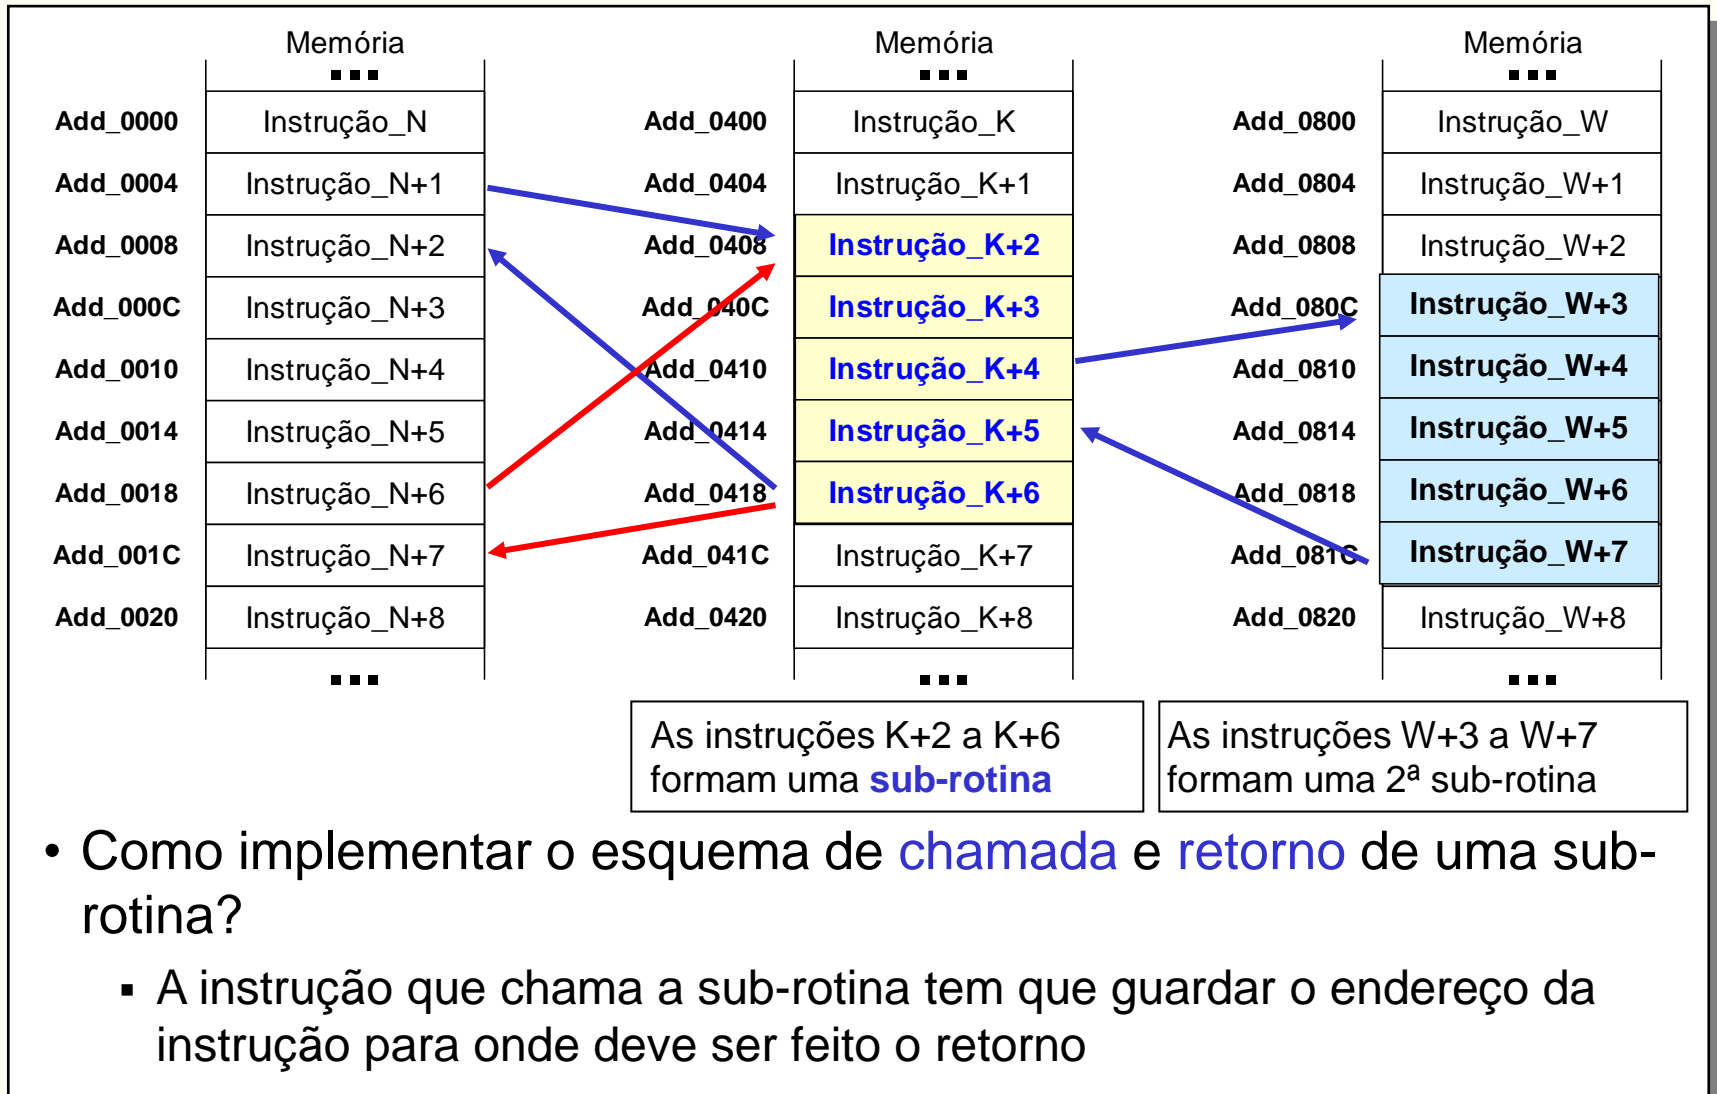 Memória Memória Memória
Add_0000 Instrução_N Add_0400 Instrução_K Add_0800 Instrução_W
Add_0004 Instrução_N+1 Add_0404 Instrução_K+1 Add_0804 Instrução_W+1
Add_0008 Instrução_N+2 Add_0408 Instrução_K+2 Add_0808 Instrução_W+2
Add_000C Instrução_N+3 Add_040C Instrução_K+3 Add_080C Instrução_W+3
Add_0010 Instrução_N+4 Add_0410 Instrução_K+4 Add_0810 Instrução_W+4
Add_0014 Instrução_N+5 Add_0414 Instrução_K+5 Add_0814 Instrução_W+5
Add_0018 Instrução_N+6 Add_0418 Instrução_K+6 Add_0818 Instrução_W+6
Add_001C Instrução_N+7 Add_041C Instrução_K+7 Add_081C Instrução_W+7
Add_0020 Instrução_N+8 Add_0420 Instrução_K+8 Add_0820 Instrução_W+8
As instruções K+2 a K+6
formam uma sub-rotina
As instruções W+3 a W+7
formam uma 2ª sub-rotina
• Como implementar o esquema de chamada e retorno de uma sub-
rotina?
▪ A instrução que chama a sub-rotina tem que guardar o endereço da
instrução para onde deve ser feito o retorno